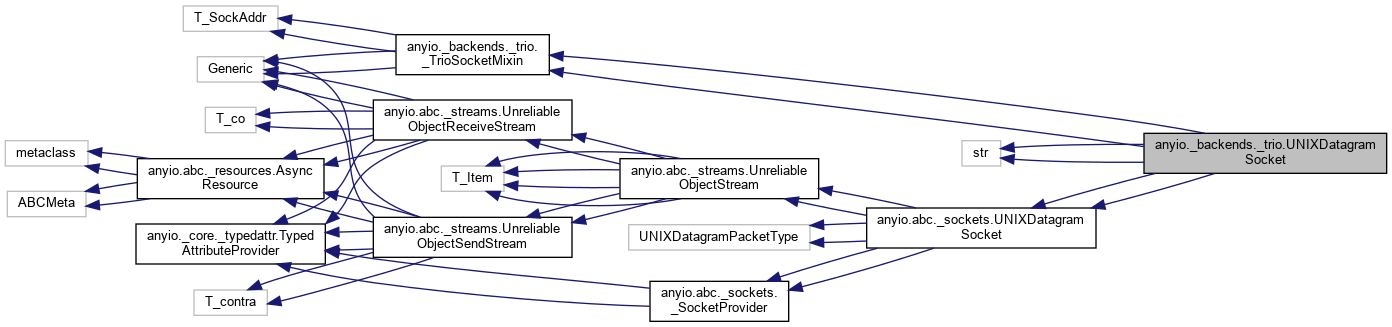 T_SockAddr
Generic
anyio._backends._trio.
_TrioSocketMixin
T_co
anyio.abc._streams.Unreliable
ObjectReceiveStream
metaclass
ABCMeta
anyio.abc._resources.Async
Resource
anyio._core._typedattr.Typed
AttributeProvider
anyio.abc._streams.Unreliable
ObjectSendStream
T_contra
T_Item
anyio.abc._streams.Unreliable
ObjectStream
UNIXDatagramPacketType
anyio.abc._sockets.
_SocketProvider
str
anyio.abc._sockets.UNIXDatagram
Socket
anyio._backends._trio.UNIXDatagram
Socket